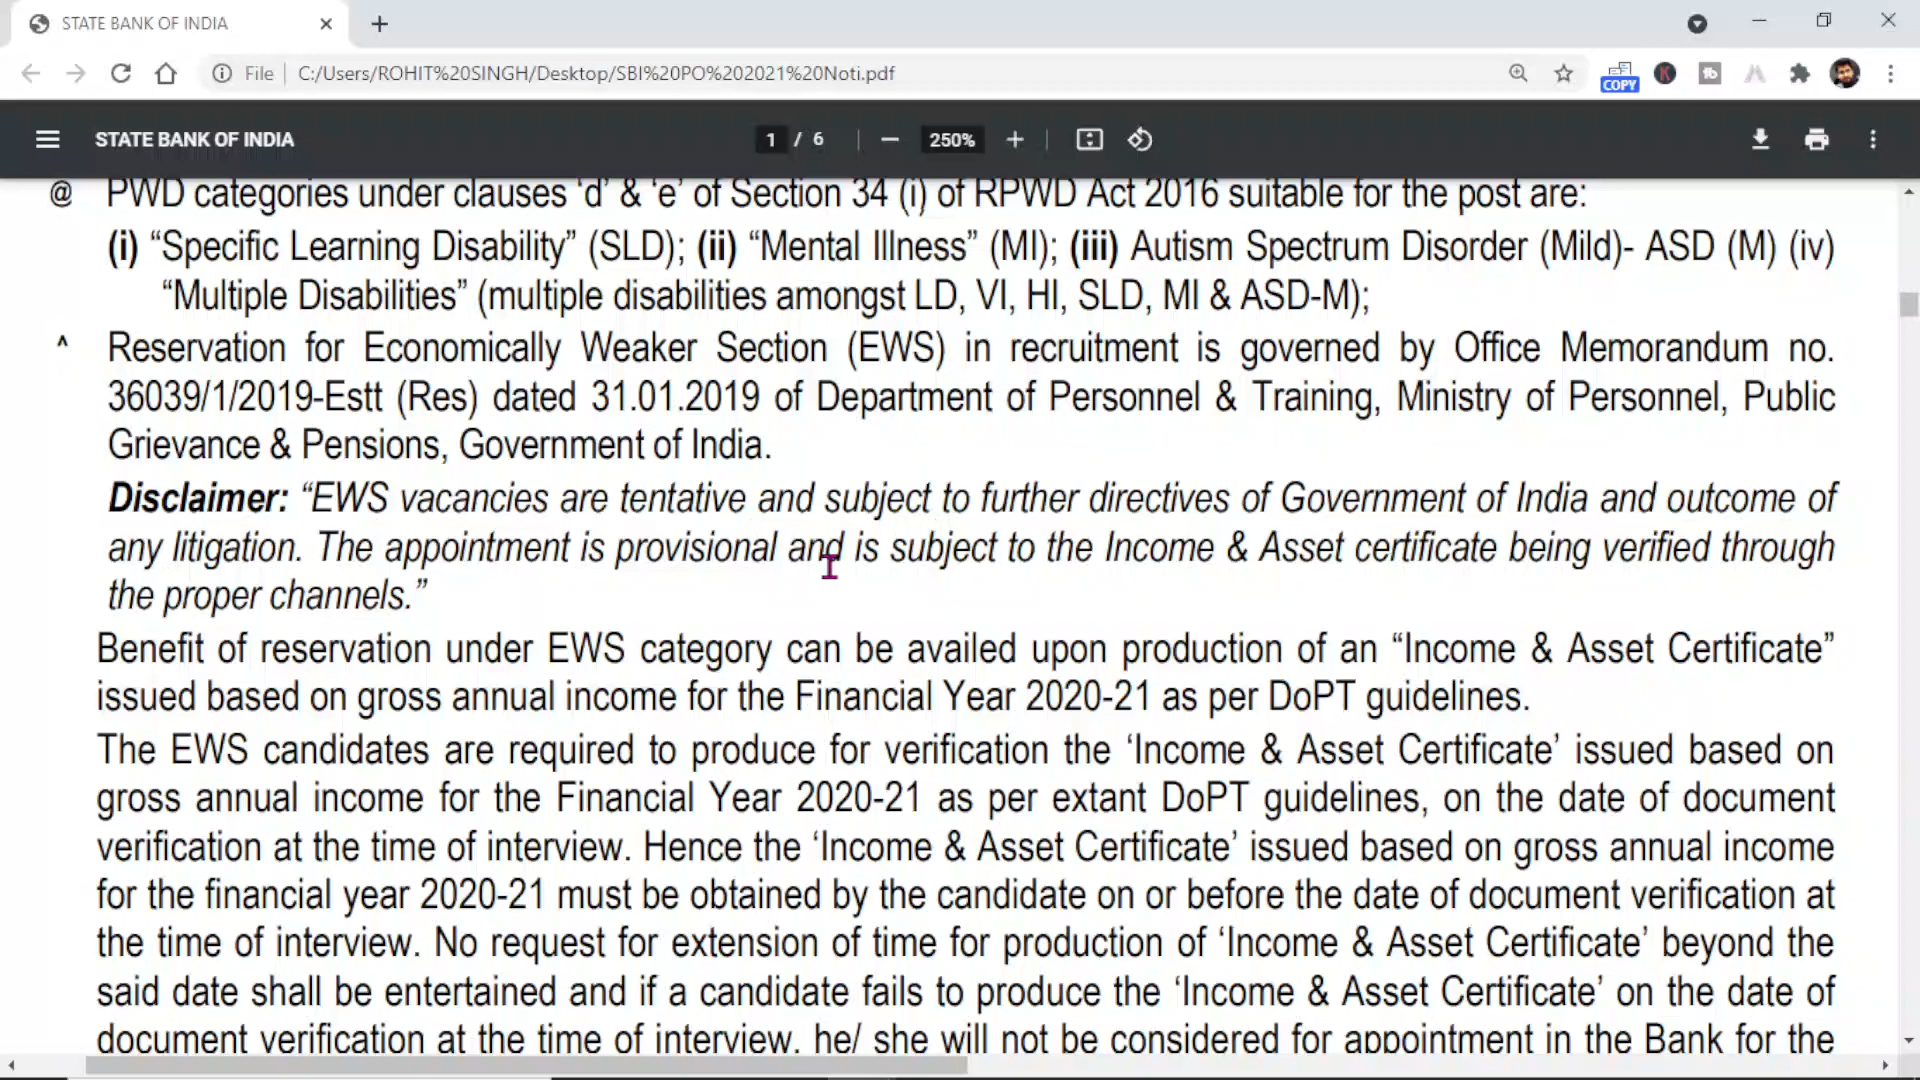 STATE BANK OF INDIA
File C:/Users/ROHIT%20SINGH/Desktop/SBI%20PO%202021%20Noti.pdf
COPY
STATE BANK OF INDIA 1 / 6 250%
@ PWD categories under clauses ‘d’ & ‘e’ of Section 34 (i) of RPWD Act 2016 suitable for the post are:
(i) “Specific Learning Disability” (SLD); (ii) “Mental Illness” (MI); (iii) Autism Spectrum Disorder (Mild)- ASD (M) (iv)
“Multiple Disabilities” (multiple disabilities amongst LD, VI, HI, SLD, MI & ASD-M);
^ Reservation for Economically Weaker Section (EWS) in recruitment is governed by Office Memorandum no.
36039/1/2019-Estt (Res) dated 31.01.2019 of Department of Personnel & Training, Ministry of Personnel, Public
Grievance & Pensions, Government of India.
Disclaimer: “EWS vacancies are tentative and subject to further directives of Government of India and outcome of
any litigation. The appointment is provisional and is subject to the Income & Asset certificate being verified through
the proper channels.”
Benefit of reservation under EWS category can be availed upon production of an “Income & Asset Certificate”
issued based on gross annual income for the Financial Year 2020-21 as per DoPT guidelines.
The EWS candidates are required to produce for verification the ‘Income & Asset Certificate’ issued based on
gross annual income for the Financial Year 2020-21 as per extant DoPT guidelines, on the date of document
verification at the time of interview. Hence the ‘Income & Asset Certificate’ issued based on gross annual income
for the financial year 2020-21 must be obtained by the candidate on or before the date of document verification at
the time of interview. No request for extension of time for production of ‘Income & Asset Certificate’ beyond the
said date shall be entertained and if a candidate fails to produce the ‘Income & Asset Certificate’ on the date of
document verification at the time of interview, he/ she will not be considered for appointment in the Bank for the